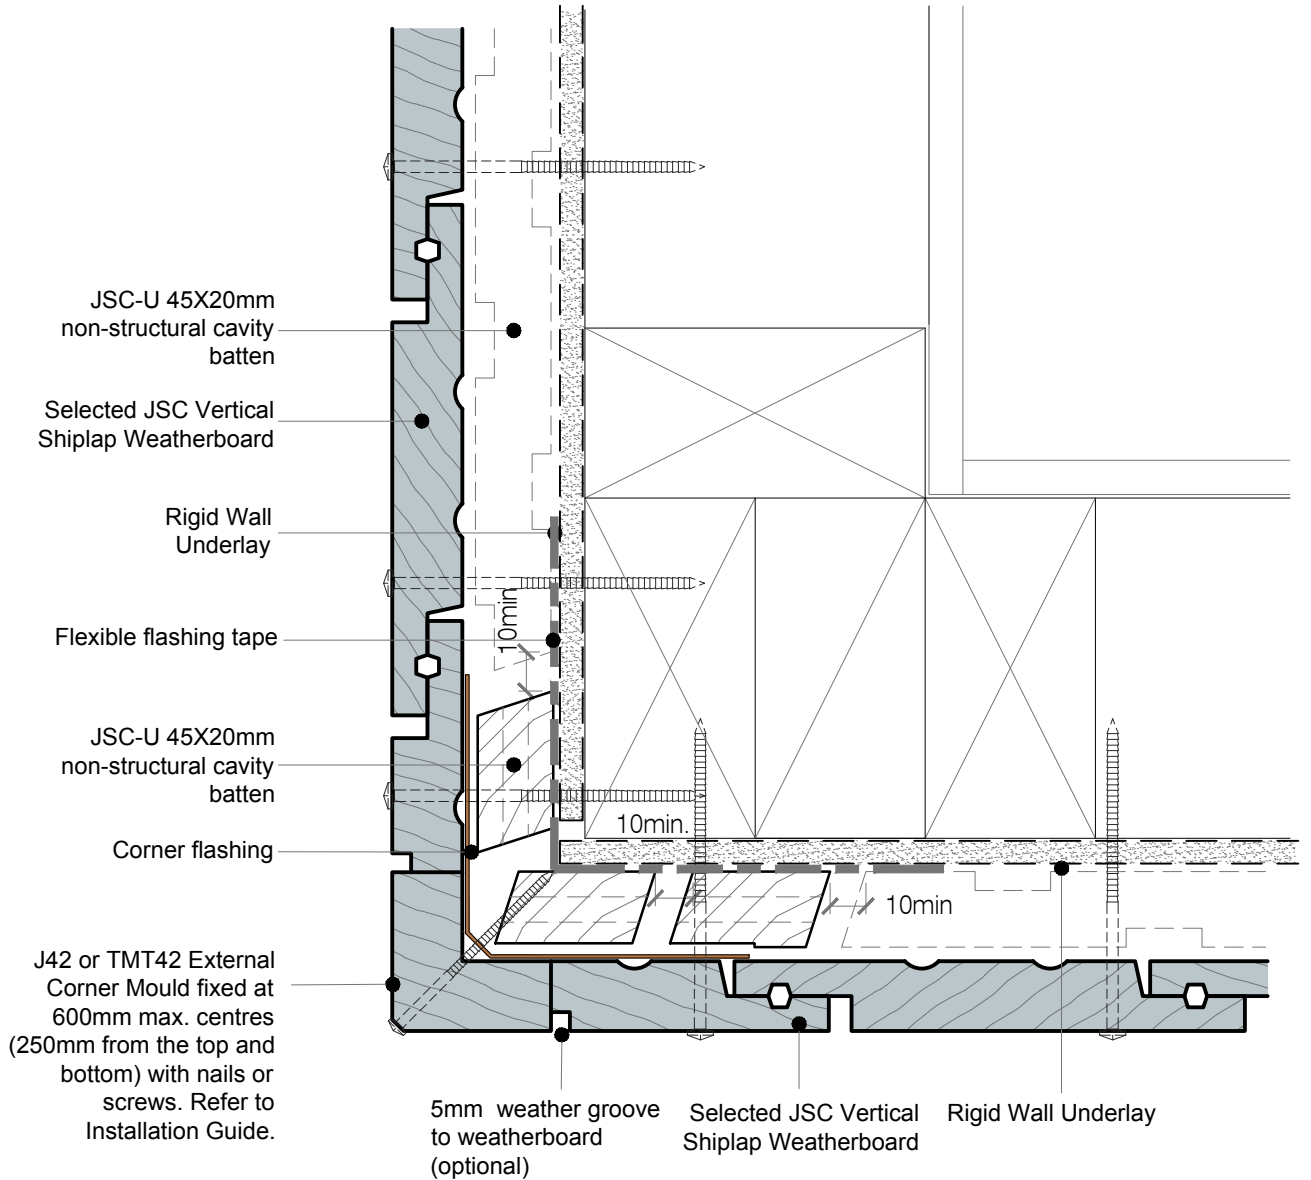 JSC-U 45X20mm
non-structural cavity
batten
Selected JSC Vertical
Shiplap Weatherboard
Rigid Wall
Underlay
10min
Flexible flashing tape
JSC-U 45X20mm
non-structural cavity
batten
10min.
Corner flashing
10min
J42 or TMT42 External
Corner Mould fixed at
600mm max. centres
(250mm from the top and
bottom) with nails or
screws. Refer to
Installation Guide.
5mm weather groove
to weatherboard
(optional)
Selected JSC Vertical
Shiplap Weatherboard
Rigid Wall Underlay